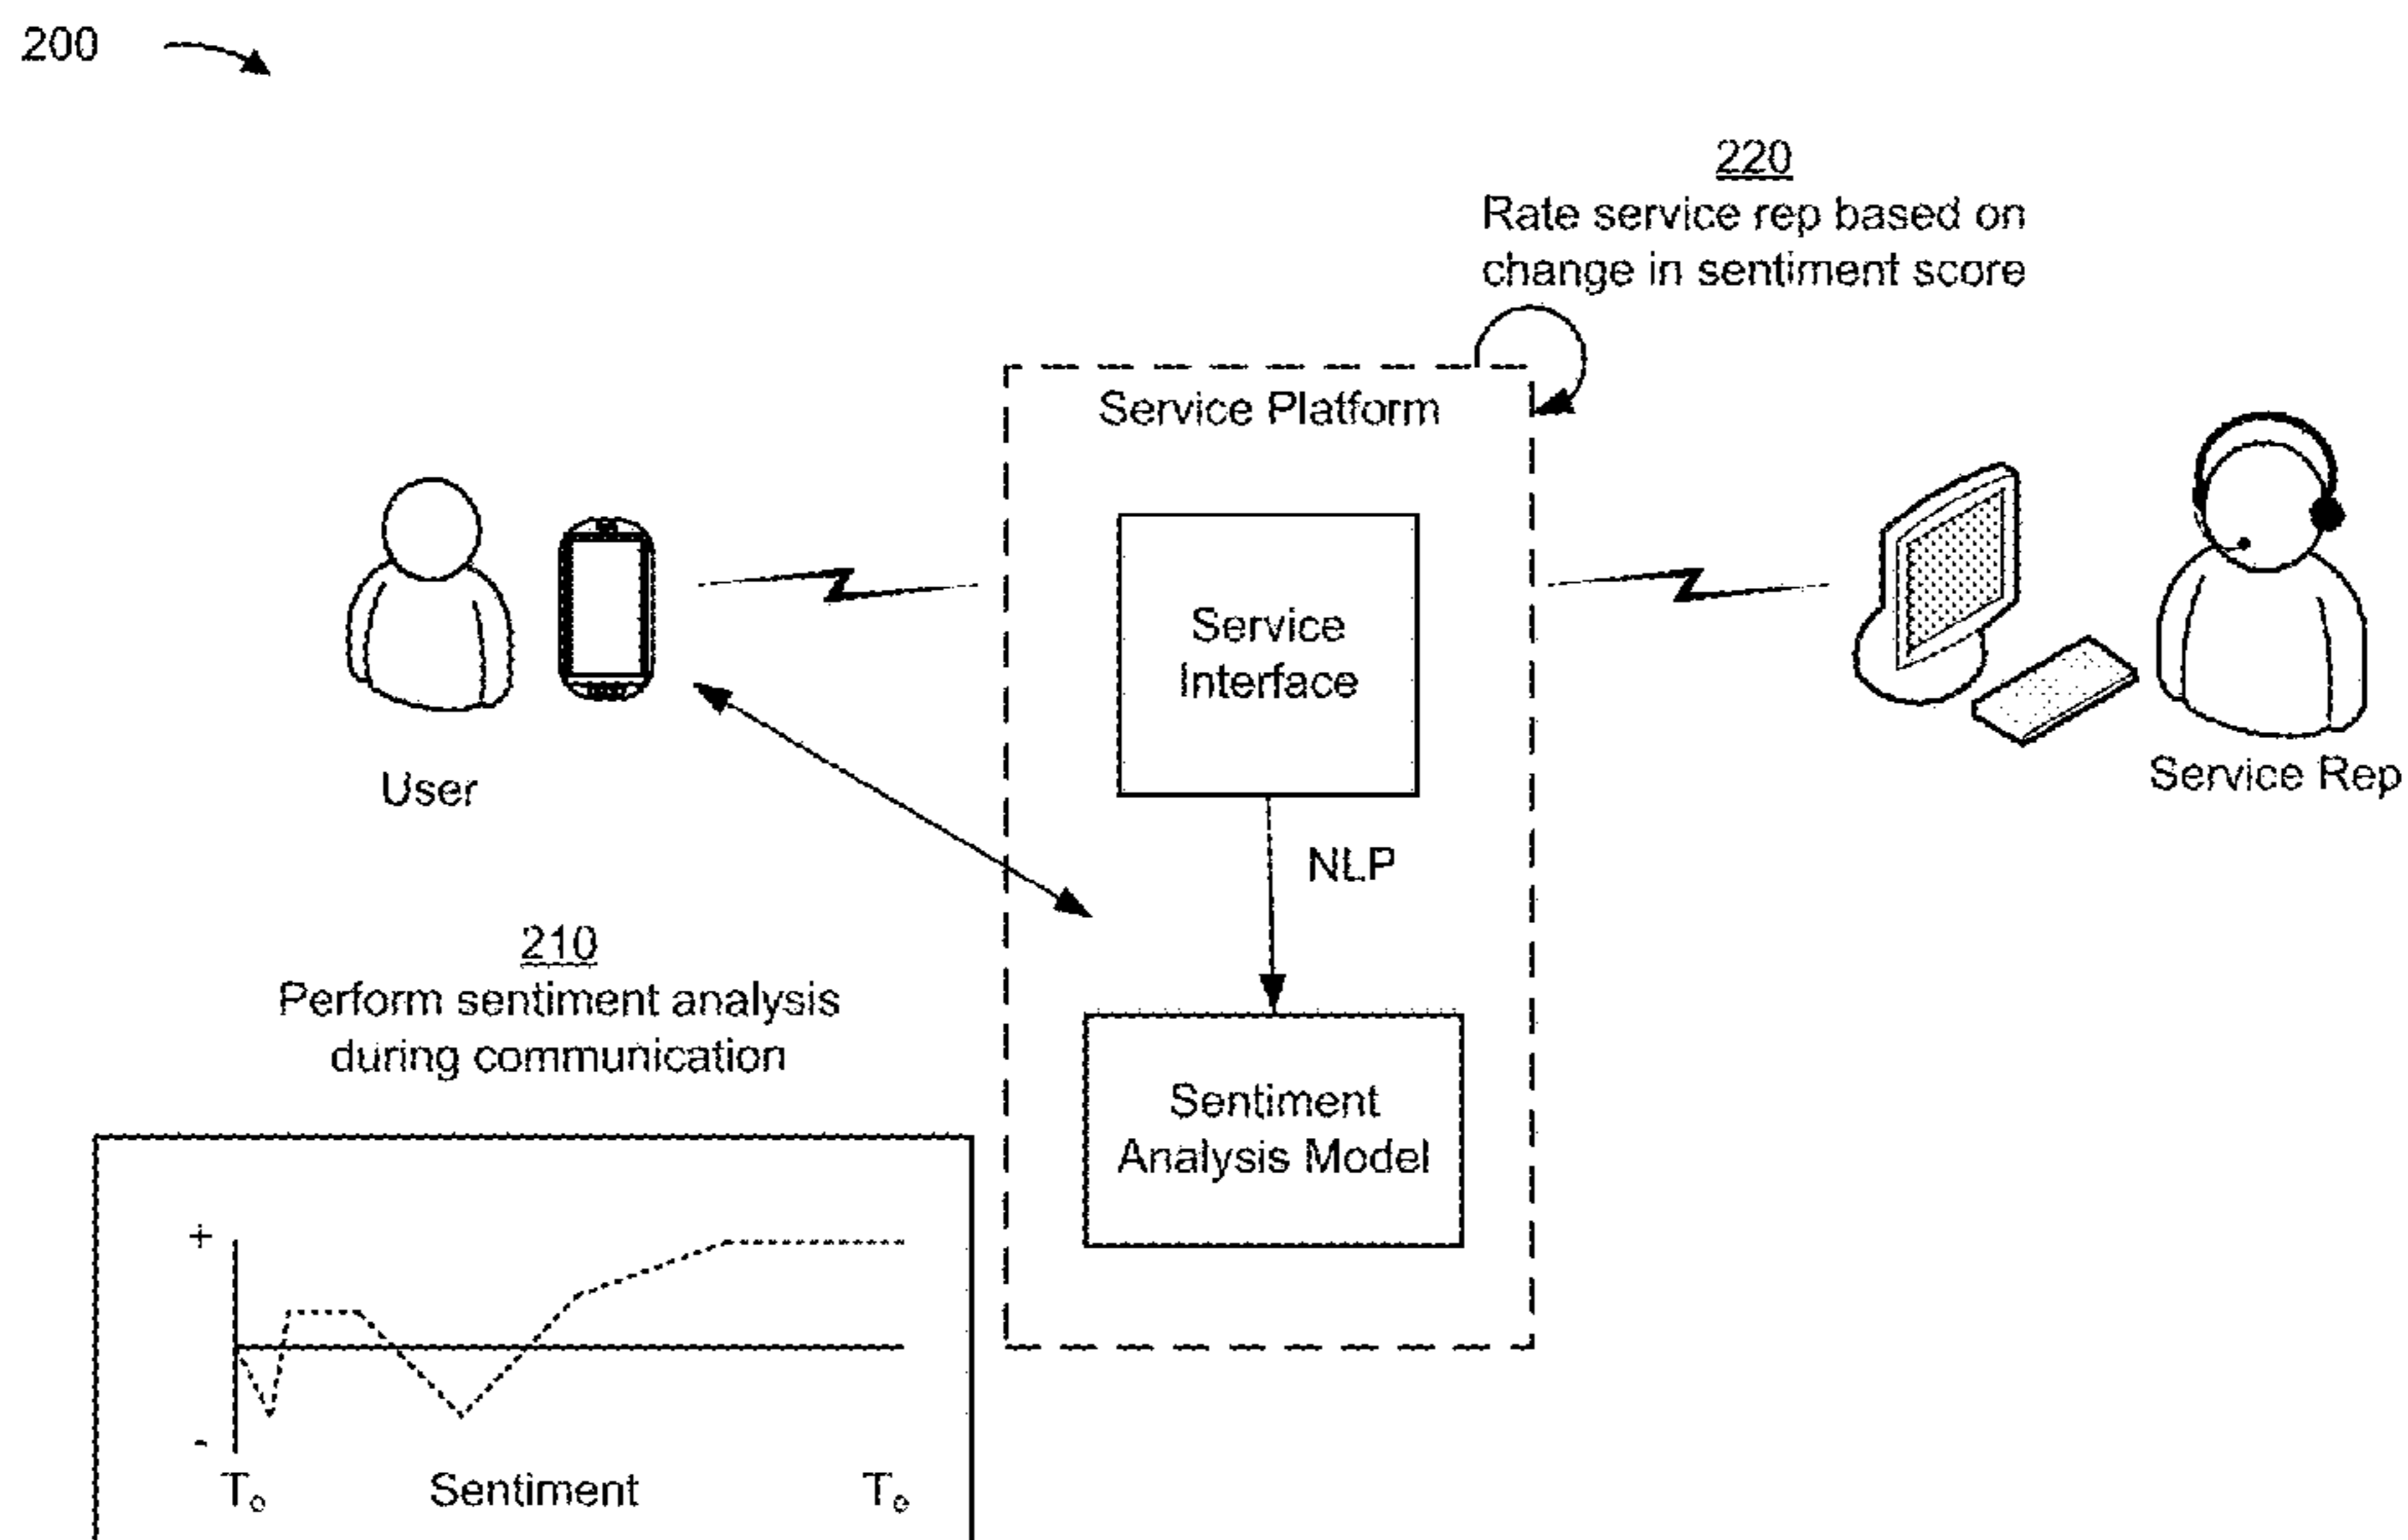 200
220
Rate service rep based on
change in sentiment score
Service Platform
Service
Interface
User
Service Rep
NLP
210
Perform sentiment analysis
during communication
Sentiment
Analysis Model
+
-
T₀ Sentiment Tₑ